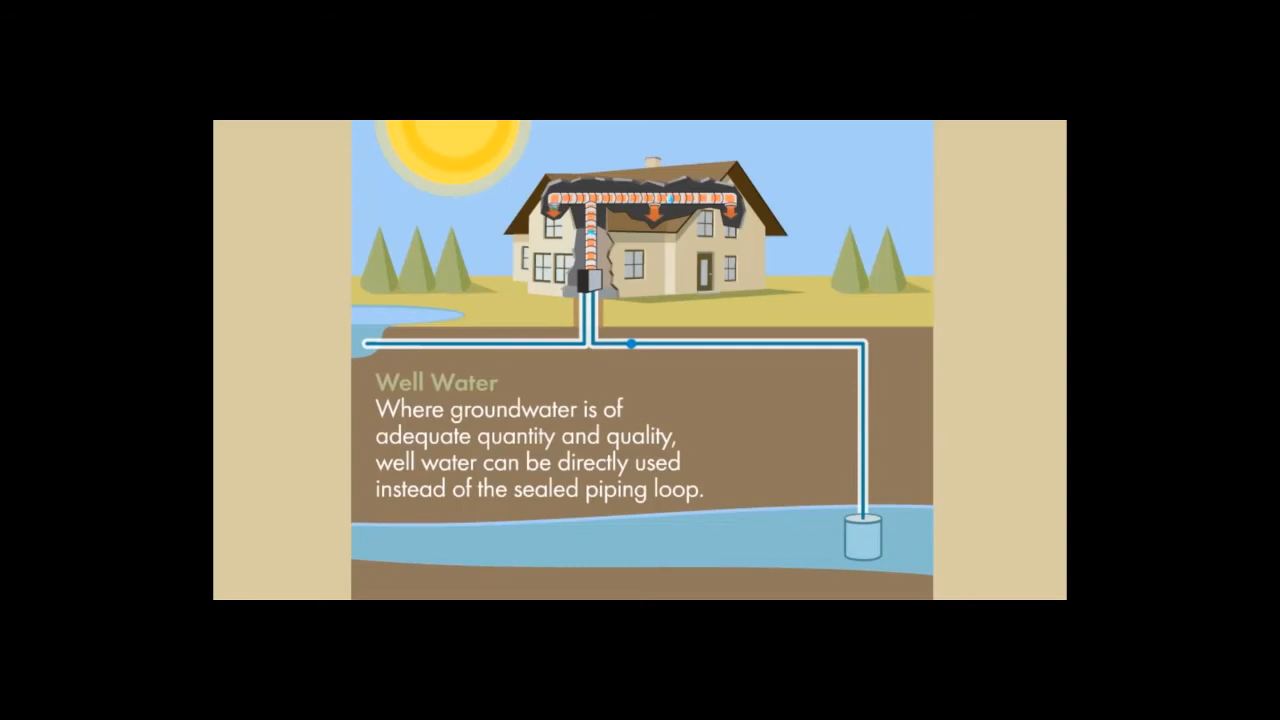 Well Water
Where groundwater is of
adequate quantity and quality,
well water can be directly used
instead of the sealed piping loop.